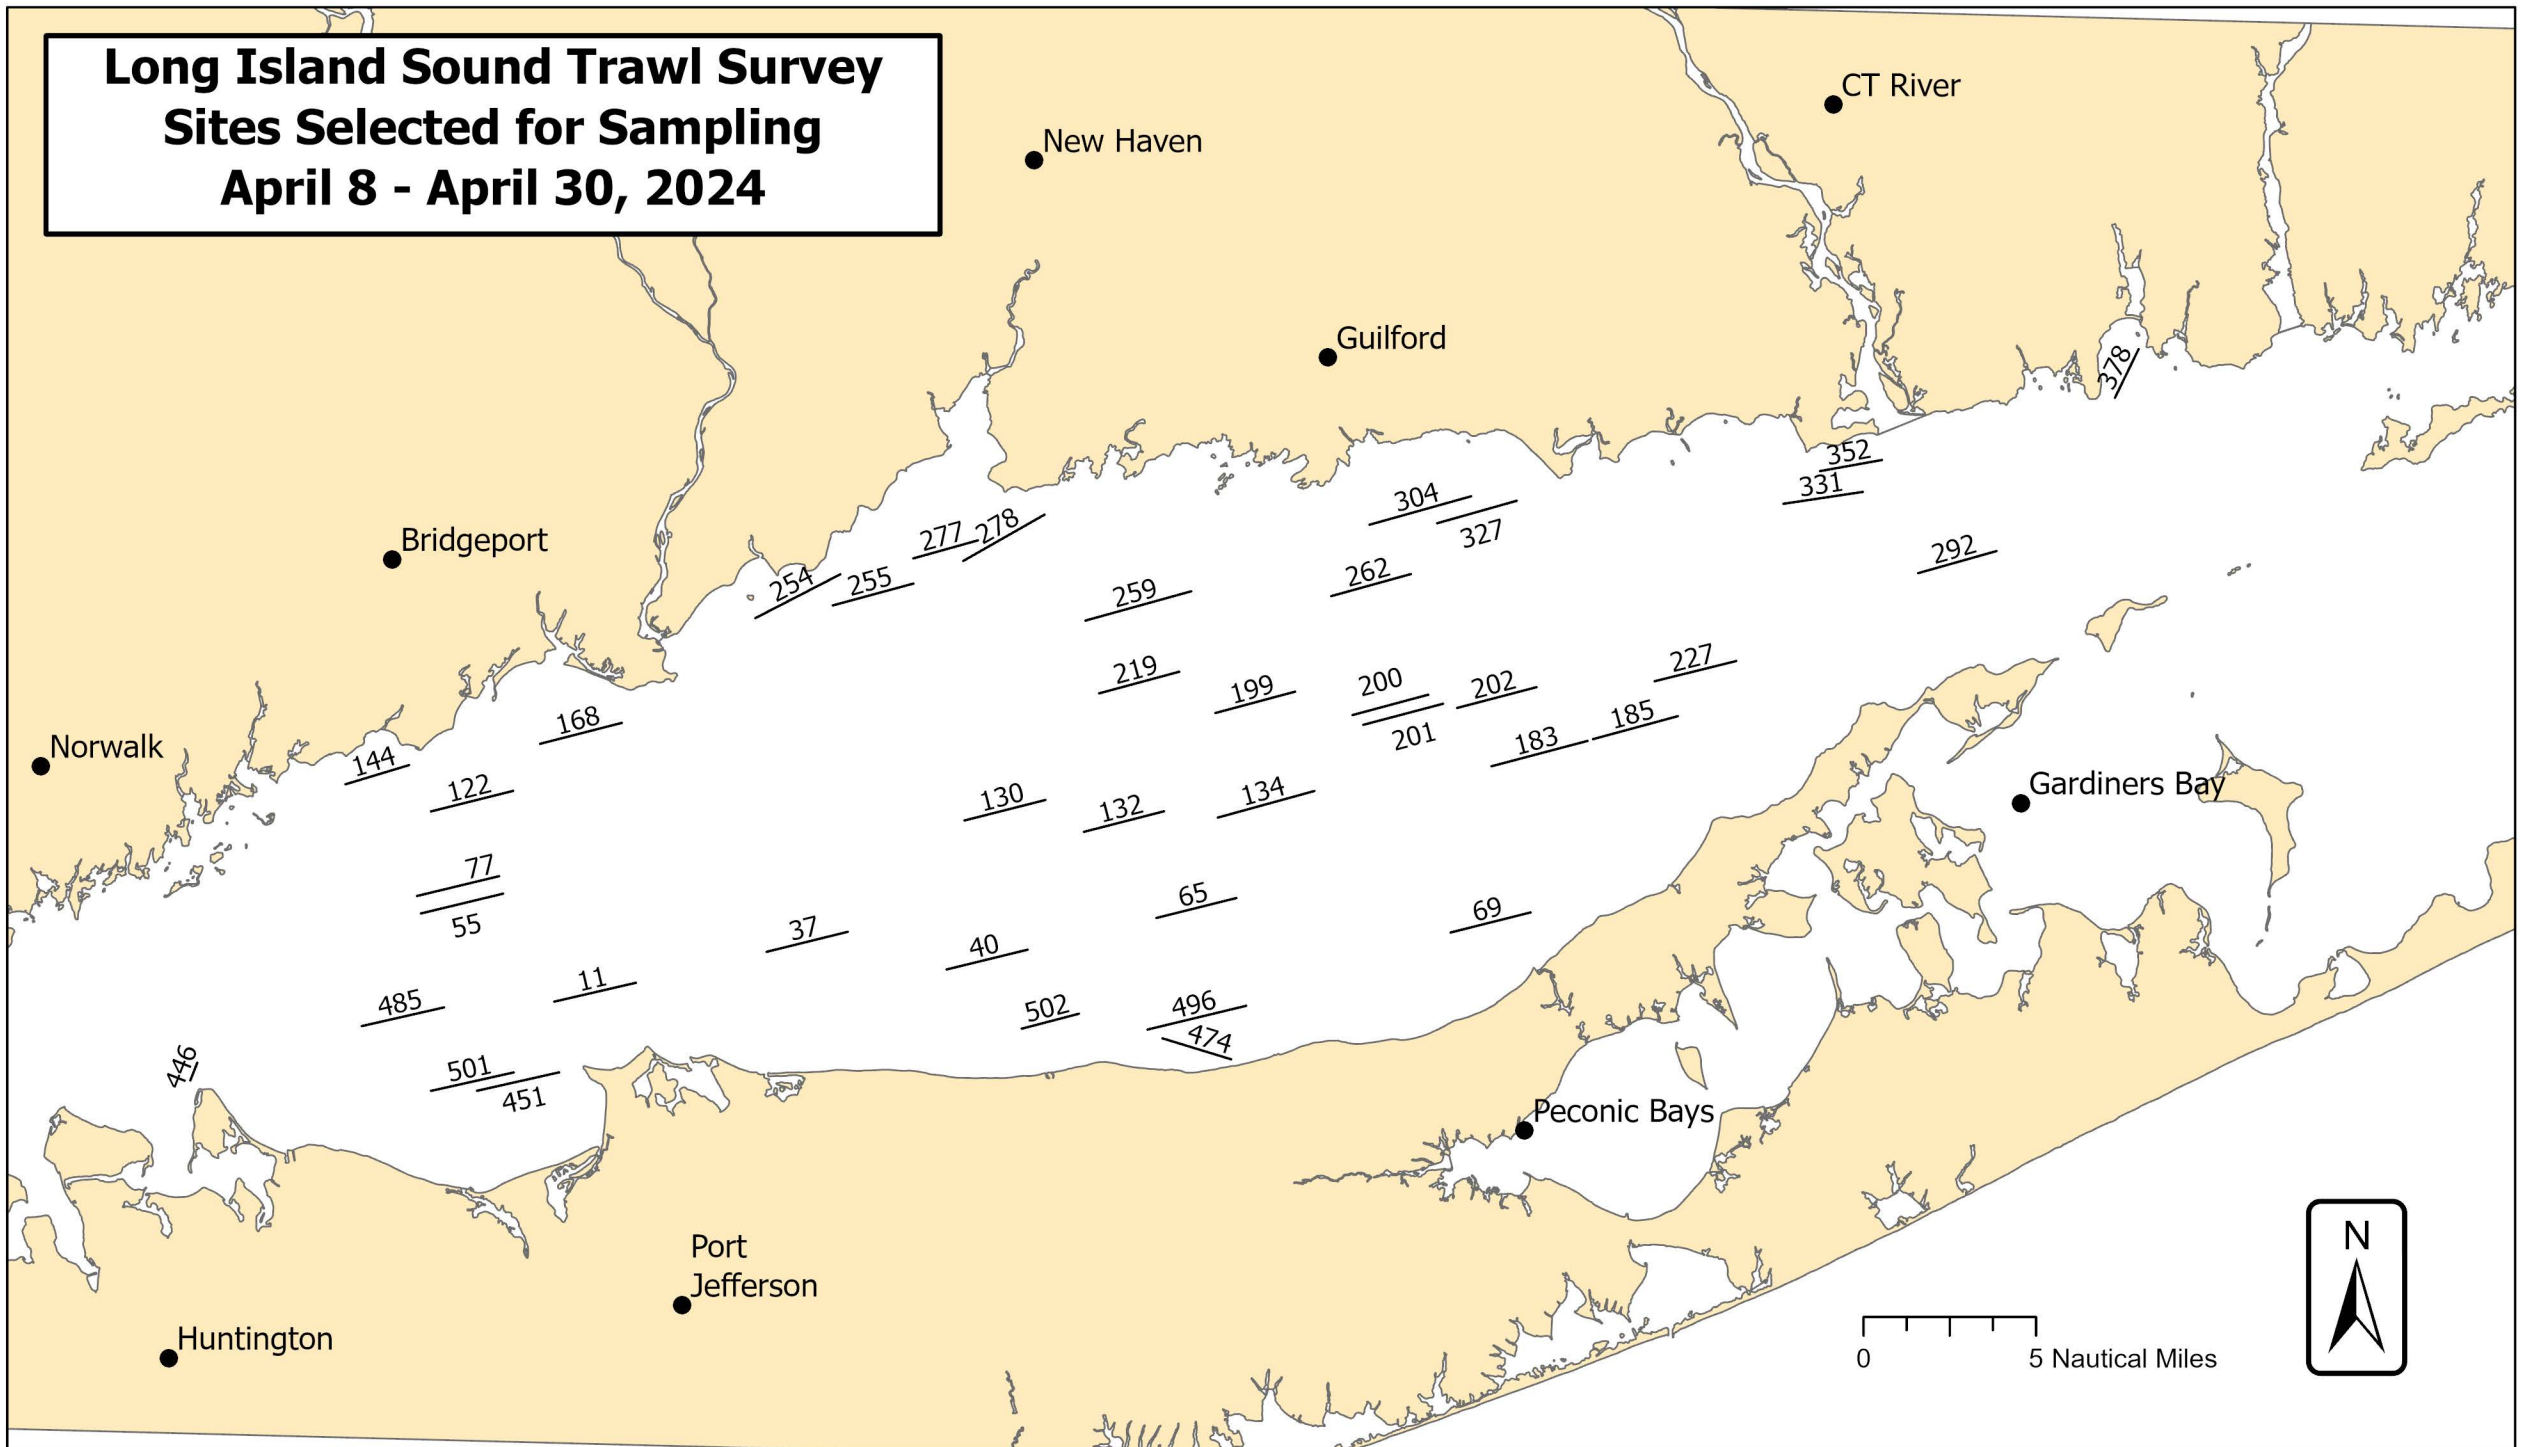 Long Island Sound Trawl Survey
Sites Selected for Sampling
April 8 - April 30, 2024
CT River
New Haven
Guilford
378
352
331
304
327
277
278
Bridgeport
292
254
255
262
259
227
219
199
200
202
201
185
183
168
Norwalk
144
122
Gardiners Bay
130
132
134
77
55
65
69
37
40
11
485
502
496
474
446
501
451
Peconic Bays
Port
Jefferson
Huntington
N
0 5 Nautical Miles